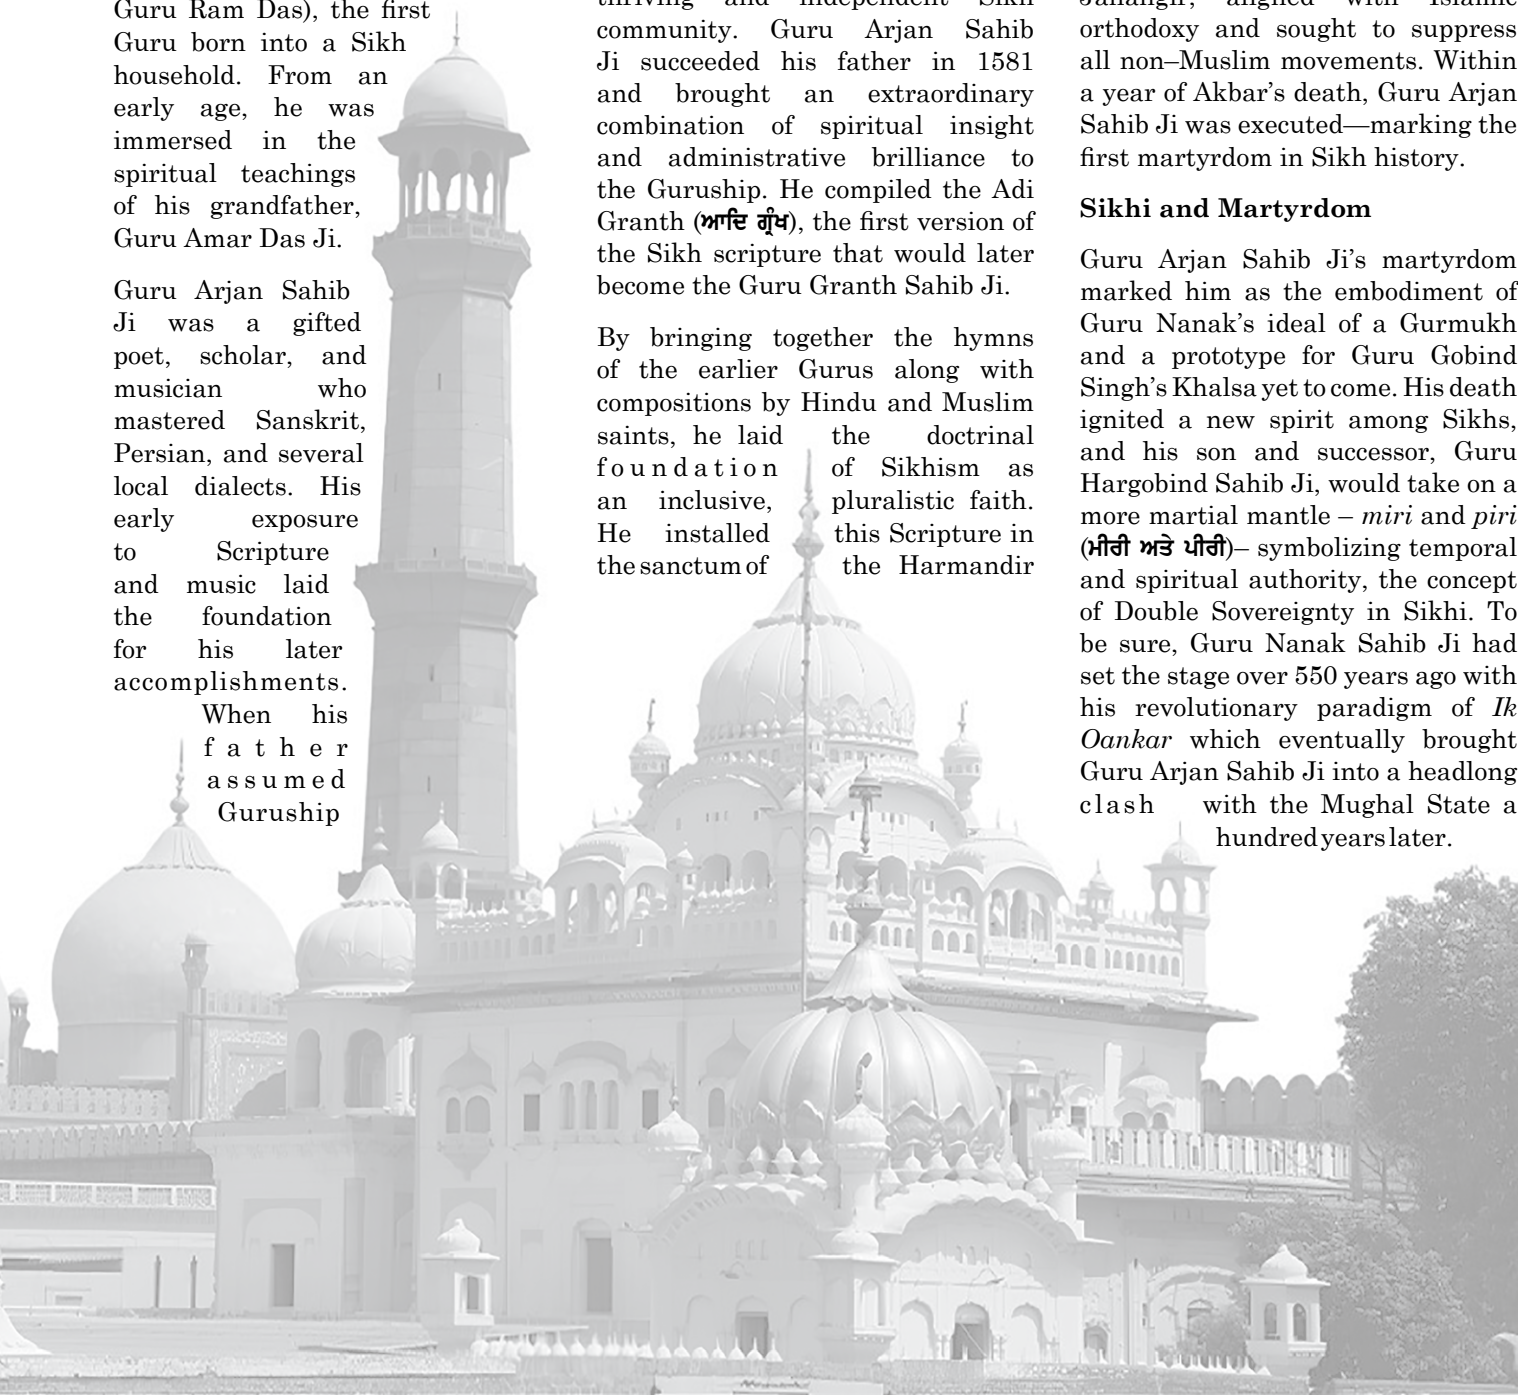 Guru Ram Das), the first
Guru born into a Sikh
household. From an
early age, he was
immersed in the
spiritual teachings
of his grandfather,
Guru Amar Das Ji.
Guru Arjan Sahib
Ji was a gifted
poet, scholar, and
musician who
mastered Sanskrit,
Persian, and several
local dialects. His
early exposure
to Scripture
and music laid
the foundation
for his later
accomplishments.
When his
father
assumed
Guruship
thriving and independent Sikh
community. Guru Arjan Sahib
Ji succeeded his father in 1581
and brought an extraordinary
combination of spiritual insight
and administrative brilliance to
the Guruship. He compiled the Adi
Granth (ਆਦਿ ਗ੍ਰੰਥ), the first version of
the Sikh scripture that would later
become the Guru Granth Sahib Ji.
By bringing together the hymns
of the earlier Gurus along with
compositions by Hindu and Muslim
saints, he laid the doctrinal
foundation of Sikhism as
an inclusive, pluralistic faith.
He installed this Scripture in
the sanctum of the Harmandir
Jahangir, aligned with Islamic
orthodoxy and sought to suppress
all non–Muslim movements. Within
a year of Akbar’s death, Guru Arjan
Sahib Ji was executed—marking the
first martyrdom in Sikh history.
Sikhi and Martyrdom
Guru Arjan Sahib Ji’s martyrdom
marked him as the embodiment of
Guru Nanak’s ideal of a Gurmukh
and a prototype for Guru Gobind
Singh’s Khalsa yet to come. His death
ignited a new spirit among Sikhs,
and his son and successor, Guru
Hargobind Sahib Ji, would take on a
more martial mantle – miri and piri
(ਮੀਰੀ ਅਤੇ ਪੀਰੀ)– symbolizing temporal
and spiritual authority, the concept
of Double Sovereignty in Sikhi. To
be sure, Guru Nanak Sahib Ji had
set the stage over 550 years ago with
his revolutionary paradigm of Ik
Oankar which eventually brought
Guru Arjan Sahib Ji into a headlong
clash with the Mughal State a
hundred years later.